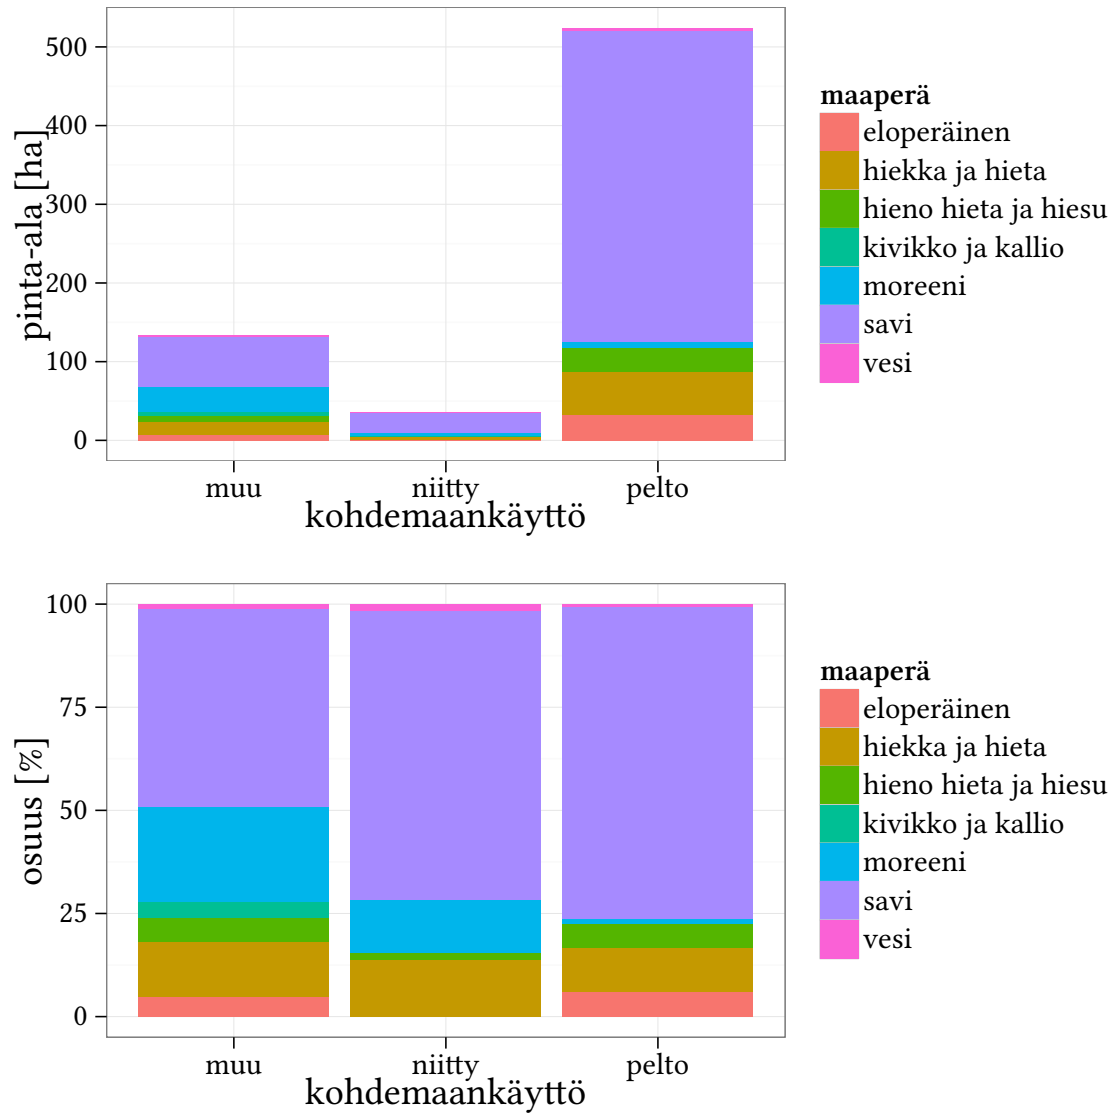 pinta-ala [ha]
500
400
300
200
100
0
muu niitty pelto
kohdemaankäyttö
maaperä
eloperäinen
hiekka ja hieta
hieno hieta ja hiesu
kivikko ja kallio
moreeni
savi
vesi
osuus [%]
100
75
50
25
0
muu niitty pelto
kohdemaankäyttö
maaperä
eloperäinen
hiekka ja hieta
hieno hieta ja hiesu
kivikko ja kallio
moreeni
savi
vesi